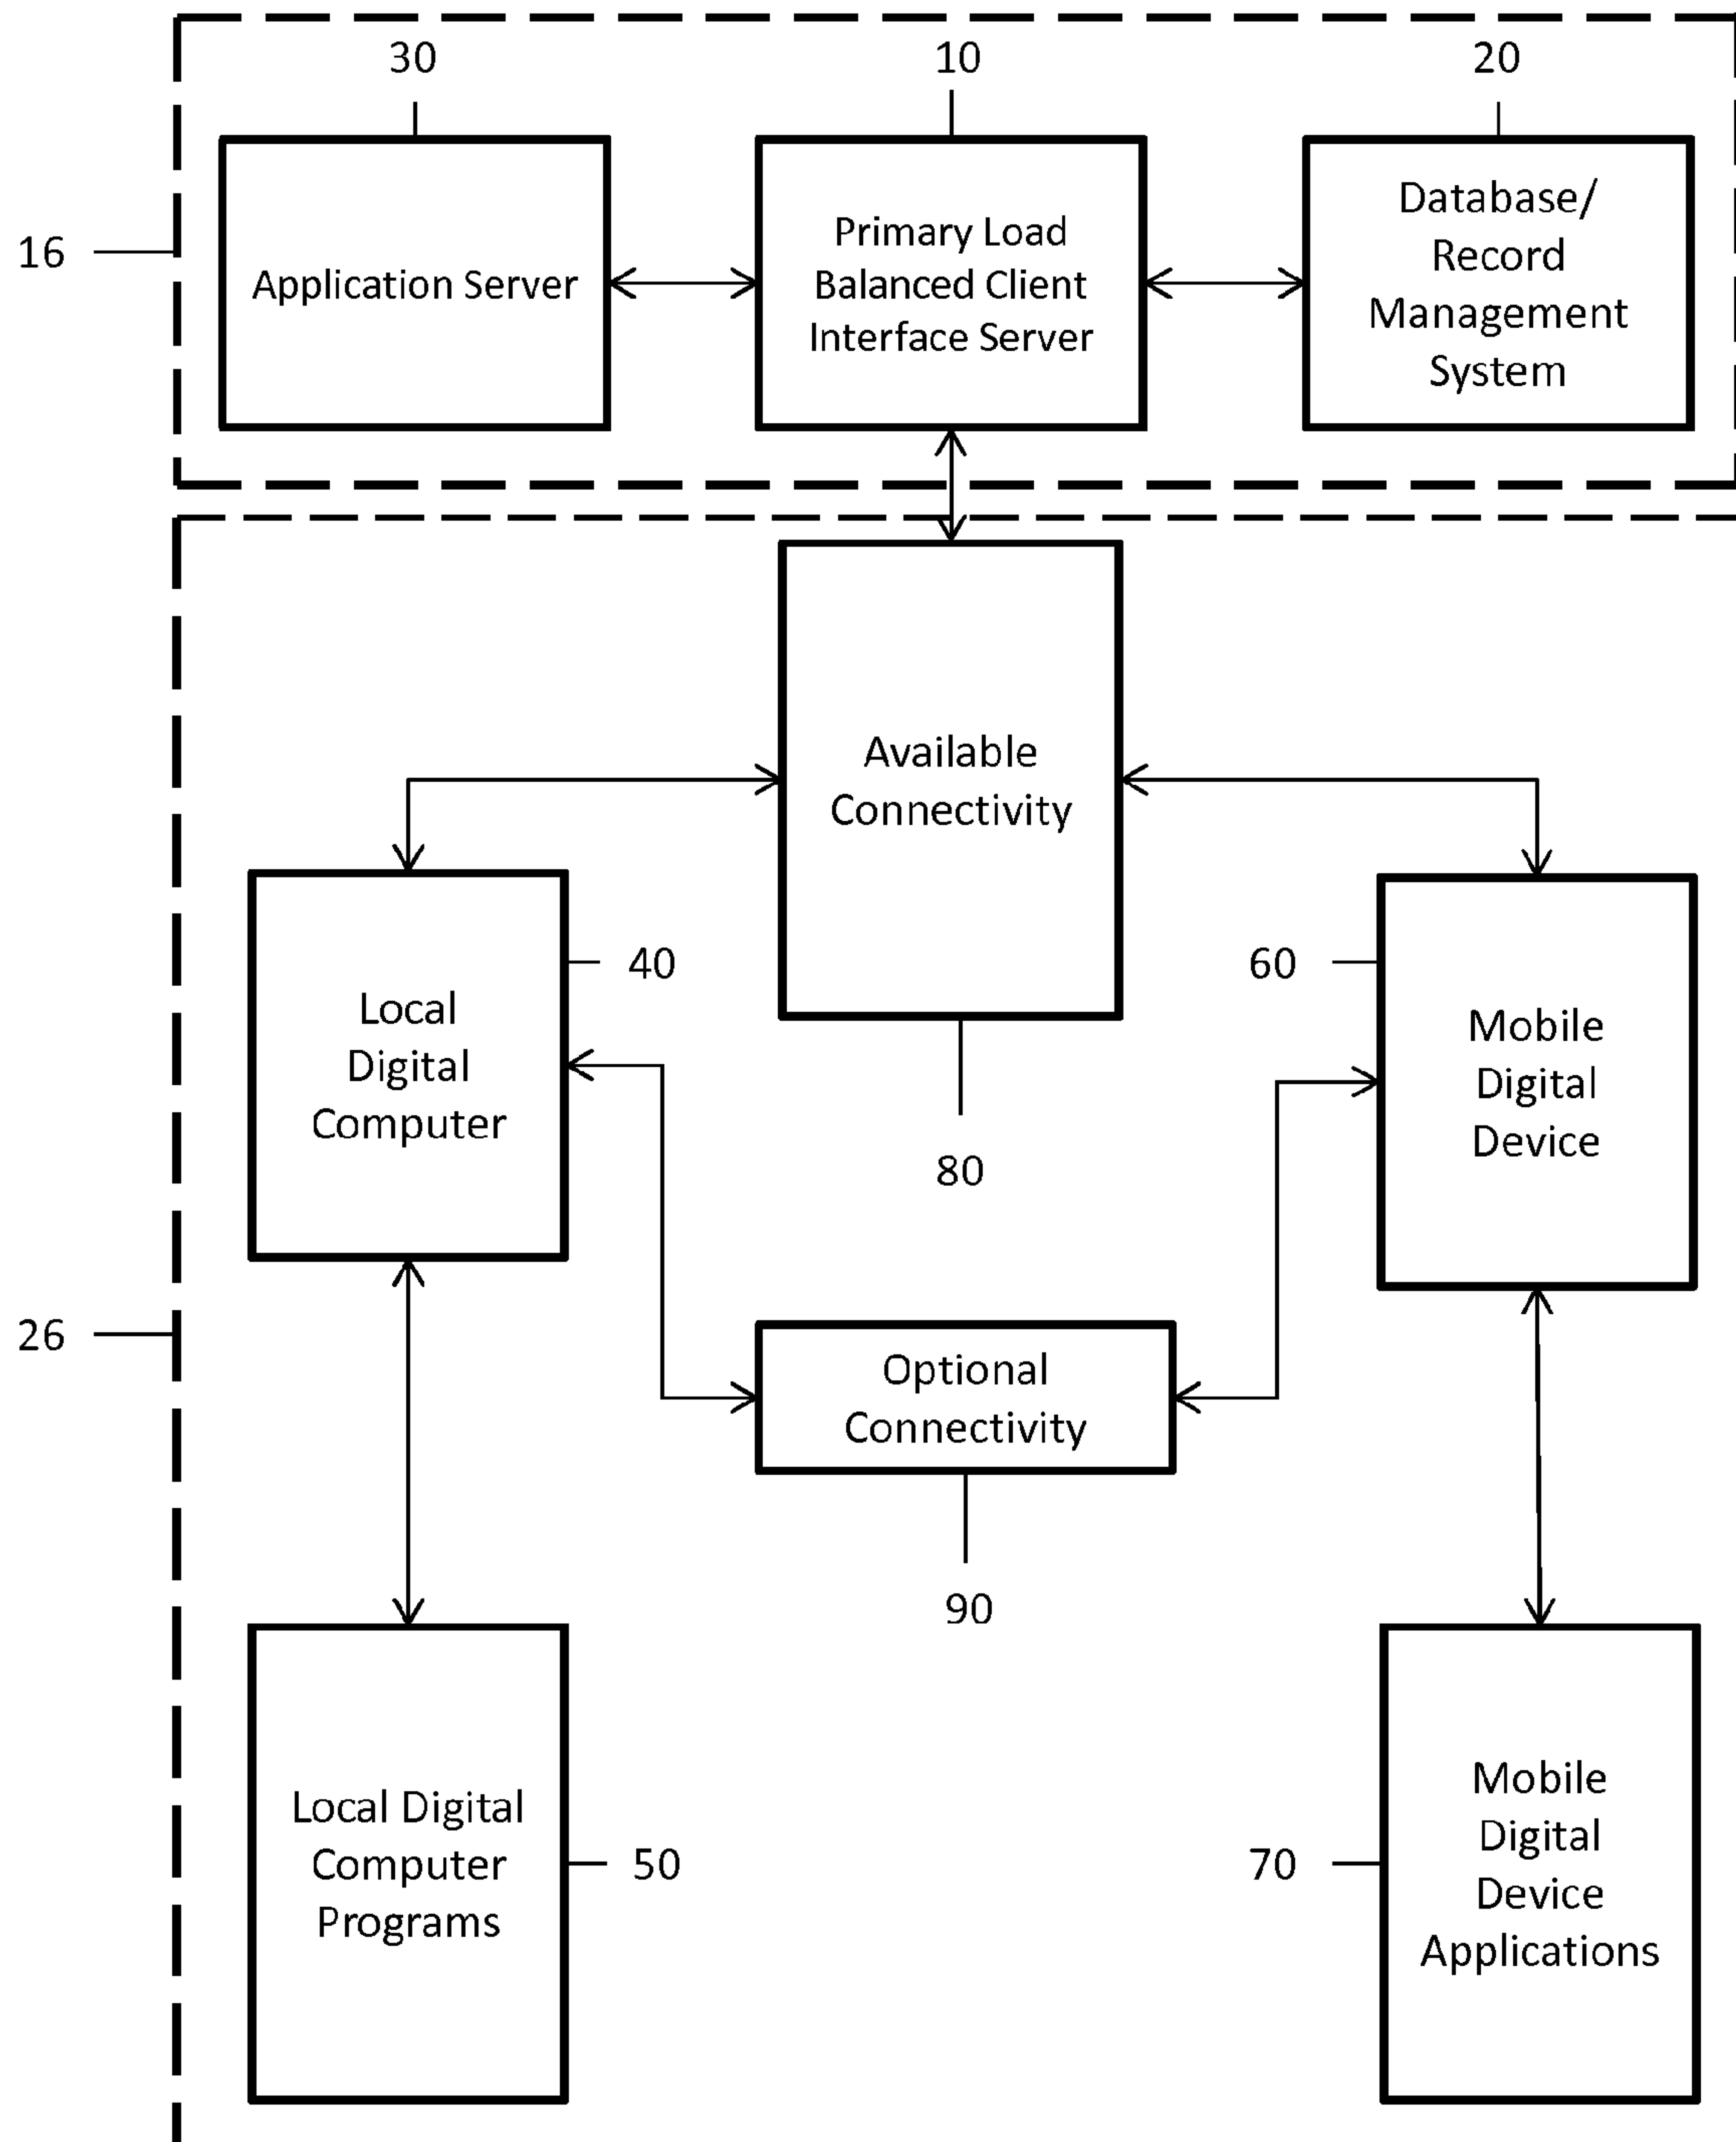 30
10
20
16
Application Server
Primary Load
Balanced Client
Interface Server
Database/
Record
Management
System
Available
Connectivity
80
Local
Digital
Computer
40
60
Mobile
Digital
Device
26
Optional
Connectivity
90
Local Digital
Computer
Programs
50
70
Mobile
Digital
Device
Applications